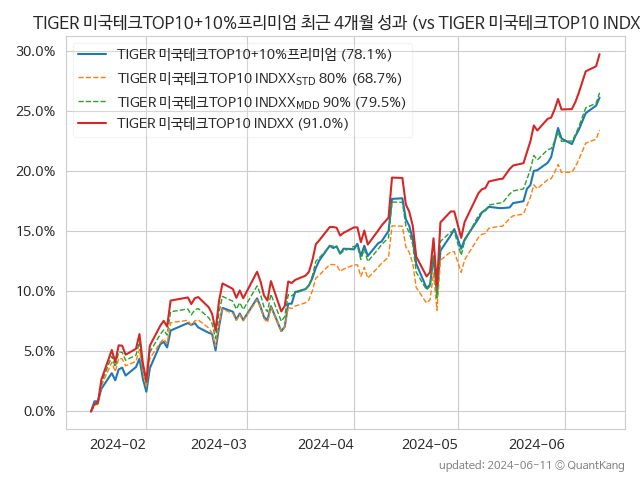 TIGER 미국테크TOP10+10%프리미엄 최근 4개월 성과 (vs TIGER 미국테크TOP10 INDX
30.0%
25.0%
20.0%
15.0%
10.0%
5.0%
0.0%
TIGER 미국테크TOP10+10%프리미엄 (78.1%)
TIGER 미국테크TOP10 INDXXSTD 80% (68.7%)
TIGER 미국테크TOP10 INDXXMDD 90% (79.5%)
TIGER 미국테크TOP10 INDXX (91.0%)
2024-02 2024-03 2024-04 2024-05 2024-06
updated: 2024-06-11 © QuantKang